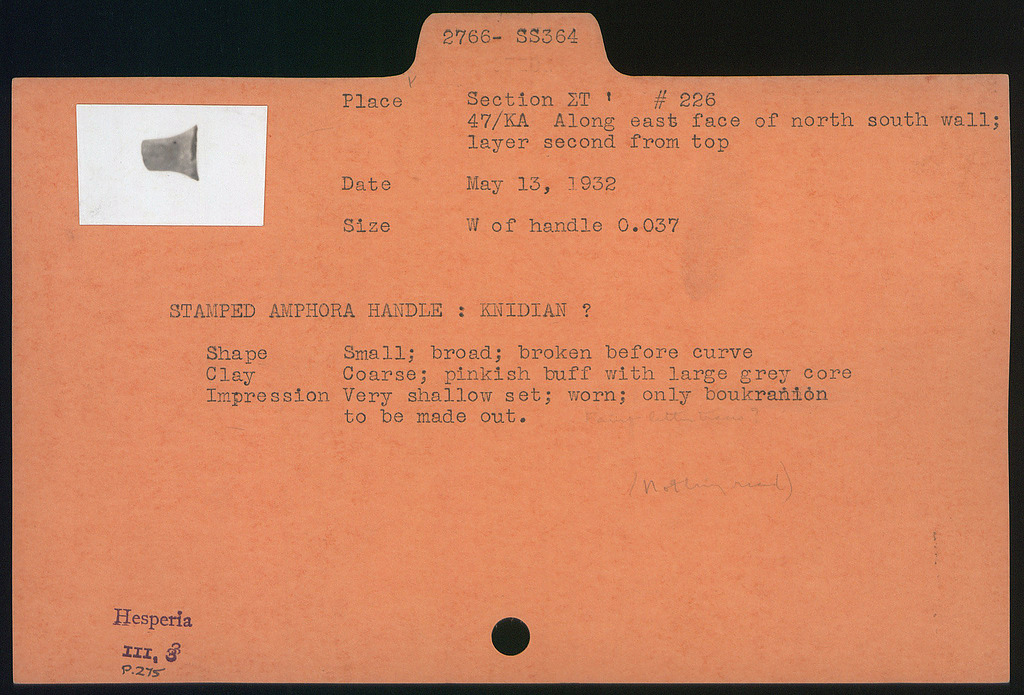 2766- SS364
Place Section ΣΤ ' # 226
47/KA Along east face of north south wall;
layer second from top
Date May 13, 1932
Size W of handle 0.037
STAMPED AMPHORA HANDLE : KNIDIAN ?
Shape Small; broad; broken before curve
Clay Coarse; pinkish buff with large grey core
Impression Very shallow set; worn; only boukranion
to be made out.
(Nothing read)
Hesperia
III, 3
P.275